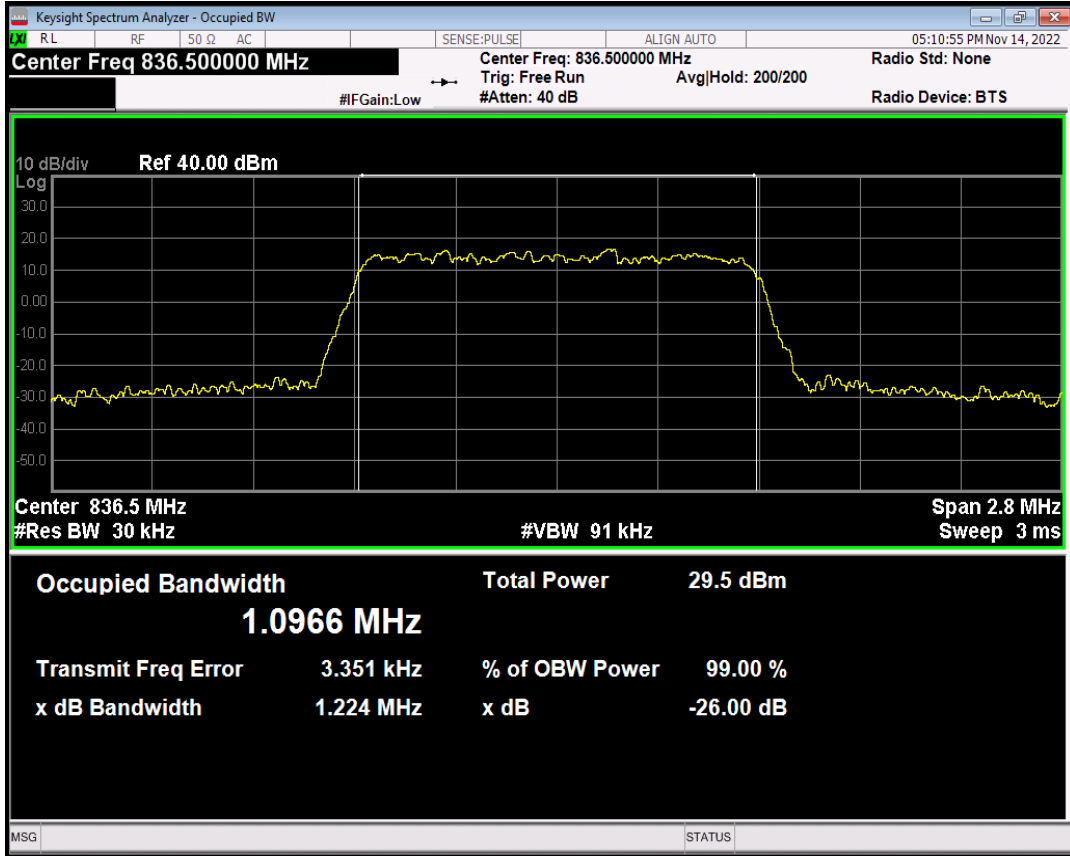 Keysight Spectrum Analyzer - Occupied BW
LXI RL RF 50 Ω AC SENSE:PULSE ALIGN AUTO 05:10:55 PM Nov 14, 2022
Center Freq 836.500000 MHz Center Freq: 836.500000 MHz Radio Std: None
Trig: Free Run Avg|Hold: 200/200
#IFGain:Low #Atten: 40 dB Radio Device: BTS
10 dB/div Ref 40.00 dBm
Log
30.0
20.0
10.0
0.00
-10.0
-20.0
-30.0
-40.0
-50.0
Center 836.5 MHz Span 2.8 MHz
#Res BW 30 kHz #VBW 91 kHz Sweep 3 ms
Occupied Bandwidth Total Power 29.5 dBm
1.0966 MHz
Transmit Freq Error 3.351 kHz % of OBW Power 99.00 %
x dB Bandwidth 1.224 MHz x dB -26.00 dB
MSG STATUS